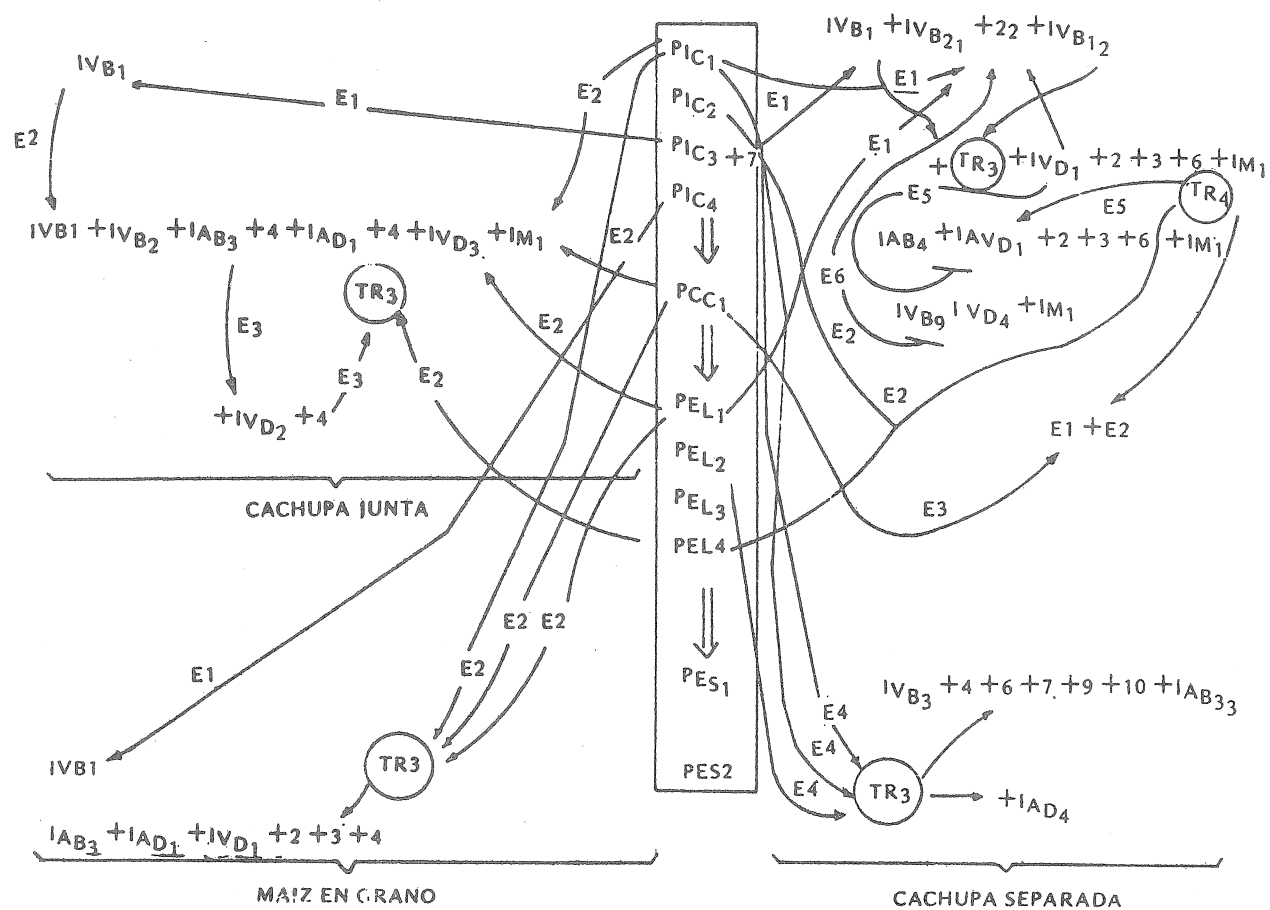 IVB1 +IVB21 +22 +IVB12
IVB1
E1
E2
E1
E1
PIC1
PIC2
PIC3 +7
PIC4
E1
E2
+ TR3 +IVD1 +2 +3 +6 +IM1
TR4
E5
E5
IVB1 +IVB2 +IAB3 +4 +IAD1 +4 +IVD3 +IM1
E2
IAB4 +IAVD1 +2 +3 +6 +IM1
TR3
PCC1
E6
IVB9 IVD4 +IM1
E3
E2
E2
E3
E2
E2
+IVD2 +4
PEL1
PEL2
PEL3
PEL4
E1 +E2
CACHUPA JUNTA
E3
E2 E2
E1
E2
PES1
IVB3 +4 +6 +7 +9 +10 +IAB33
E4
E4
E4
IVB1
TR3
PES2
TR3
+IAD4
IAB3 +IAD1 +IVD1 +2 +3 +4
MAIZ EN GRANO
CACHUPA SEPARADA